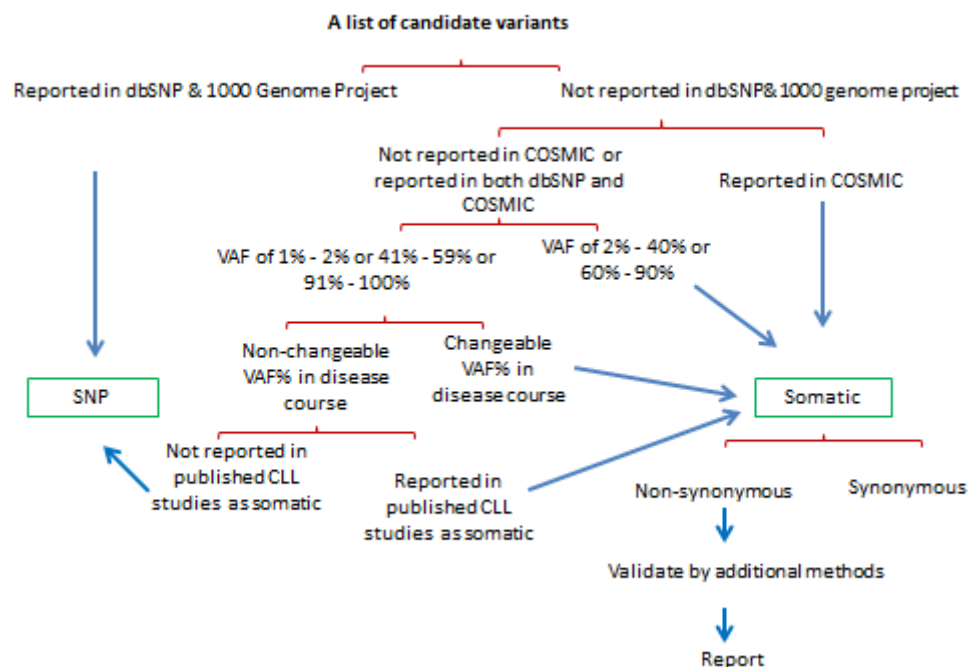 A list of candidate variants
Reported in dbSNP & 1000 Genome Project
Not reported in dbSNP&1000 genome project
Not reported in COSMIC or
reported in both dbSNP and
COSMIC
Reported in COSMIC
VAF of 1% - 2% or 41% - 59% or
91% - 100%
VAF of 2% - 40% or
60% - 90%
Non-changeable
VAF% in disease
course
Changeable
VAF% in
disease course
SNP
Somatic
Not reported in
published CLL
studies as somatic
Reported in
published CLL
studies as somatic
Non-synonymous
Synonymous
Validate by additional methods
Report